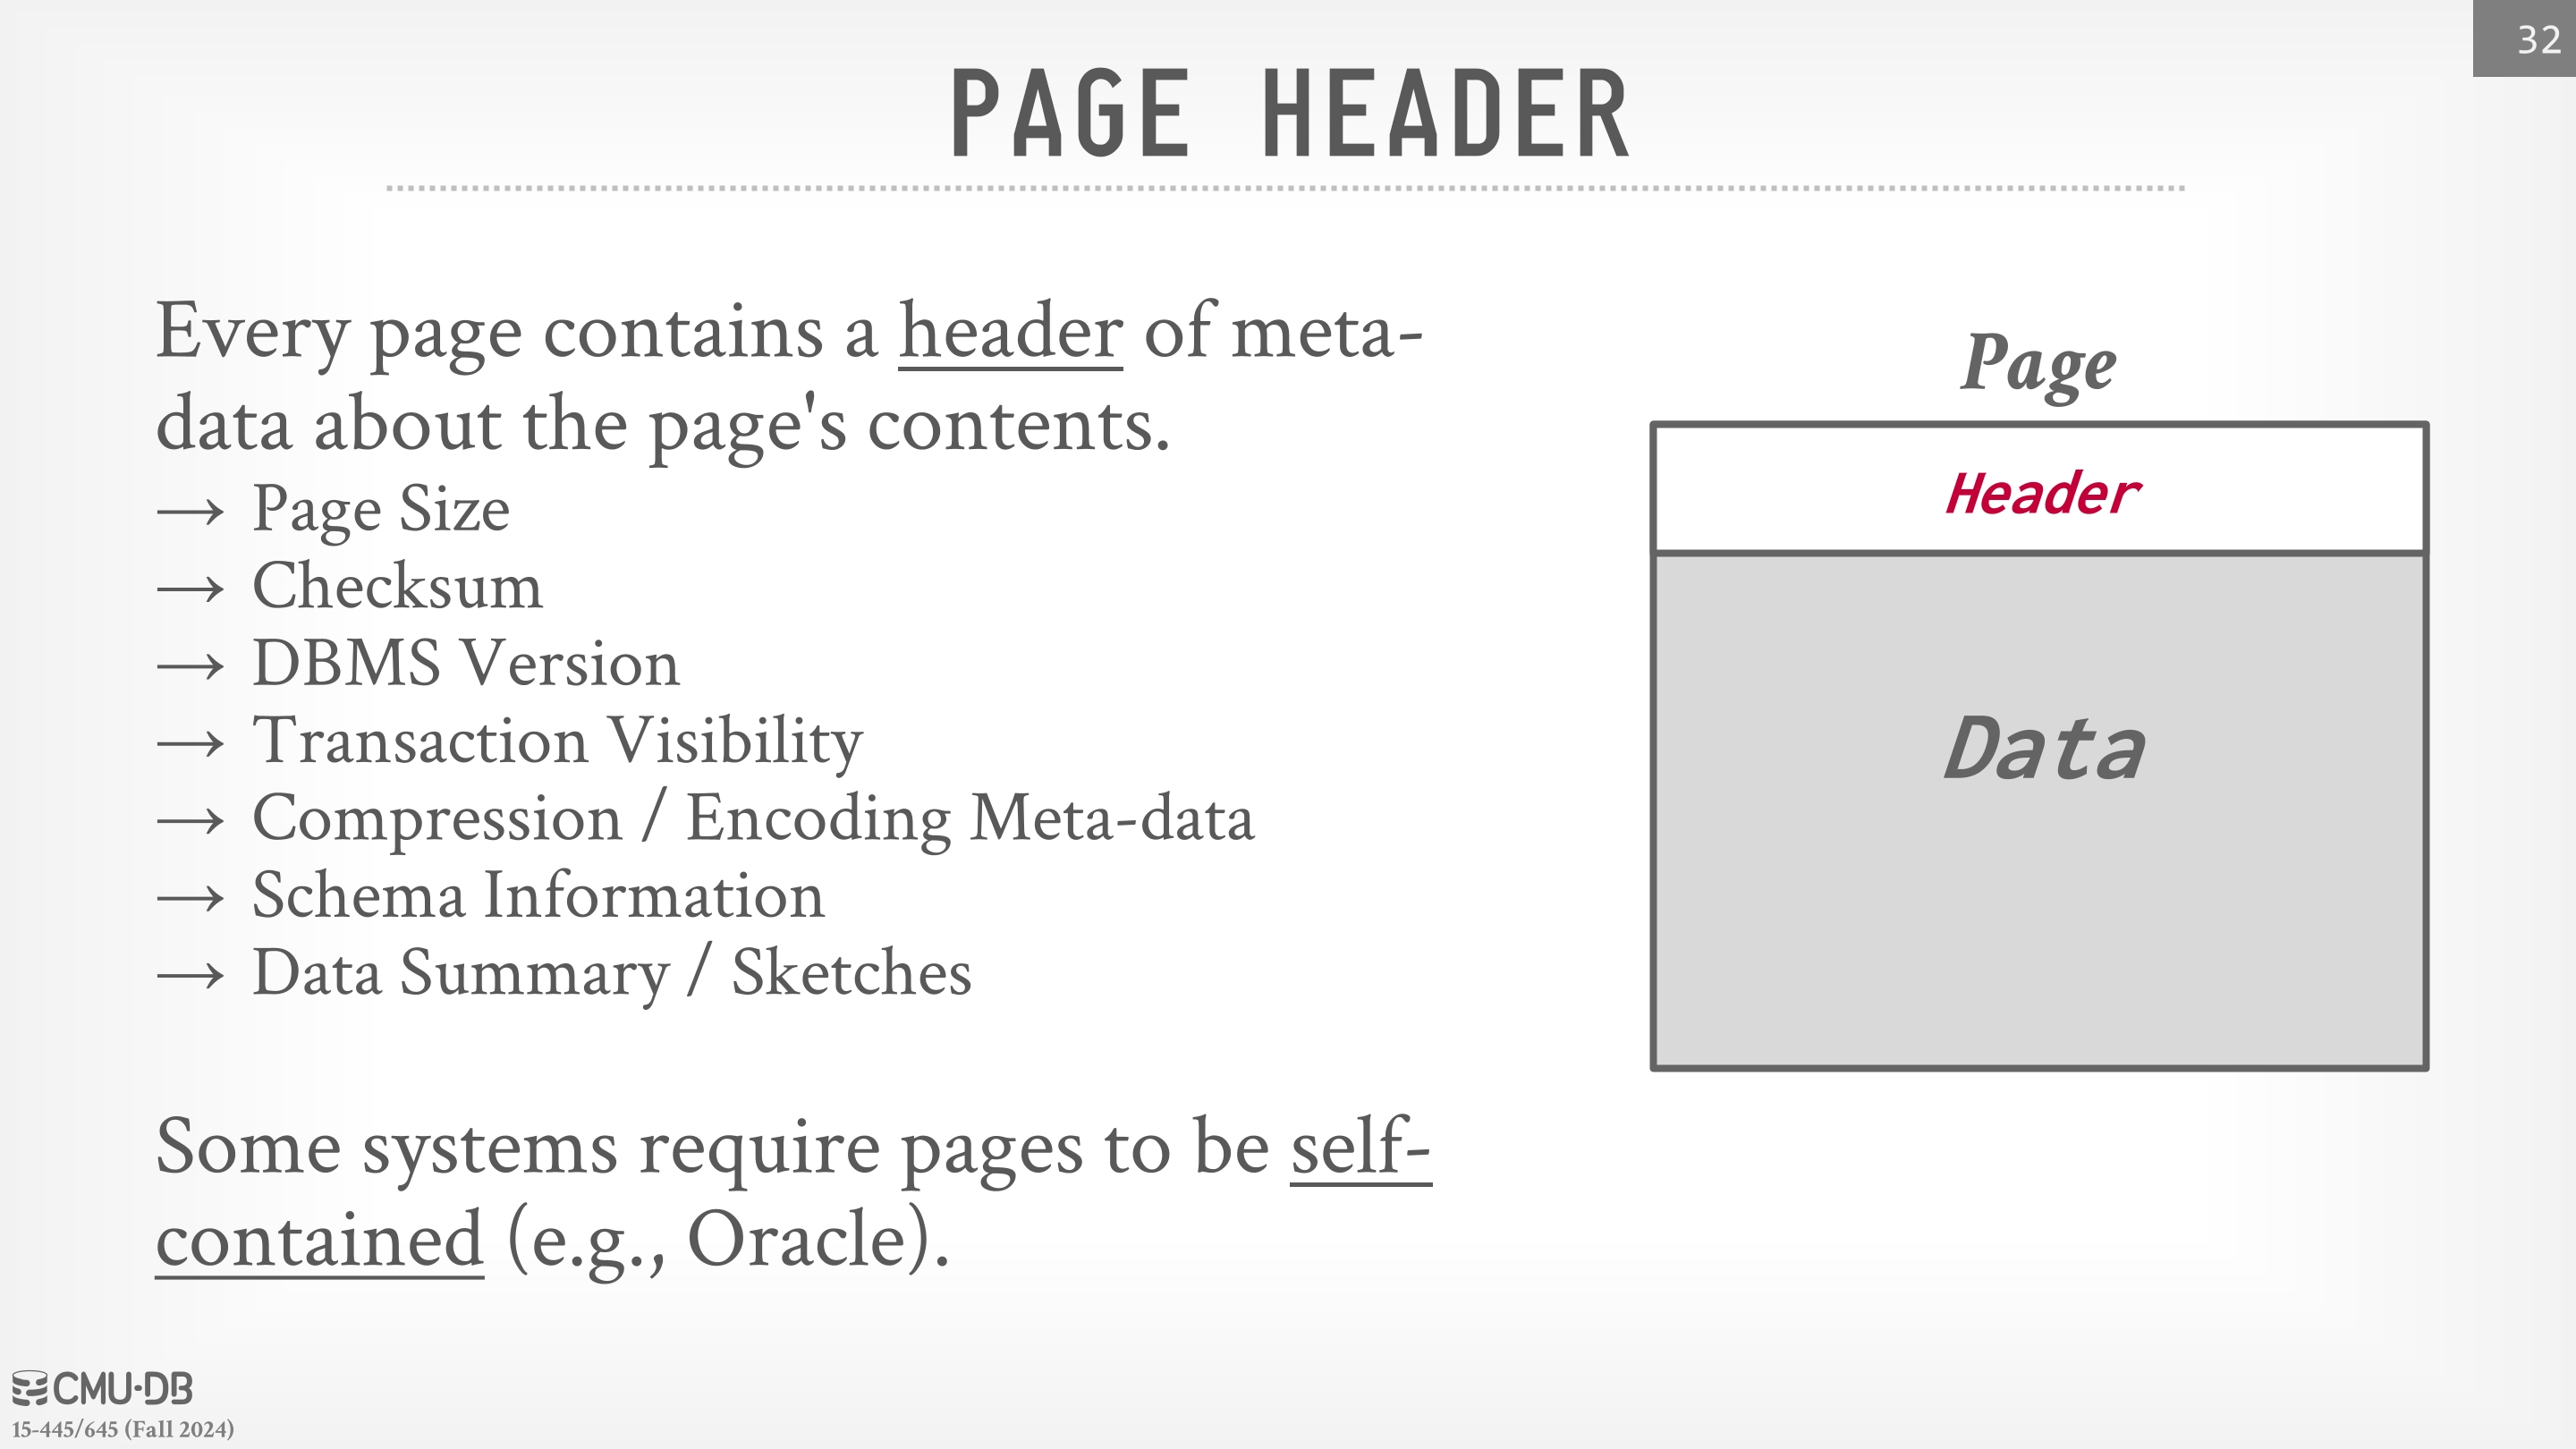 32
PAGE HEADER
Every page contains a header of meta-
data about the page's contents.
→ Page Size
→ Checksum
→ DBMS Version
→ Transaction Visibility
→ Compression / Encoding Meta-data
→ Schema Information
→ Data Summary / Sketches
Some systems require pages to be self-
contained (e.g., Oracle).
Page
Header
Data
CMU·DB
15-445/645 (Fall 2024)